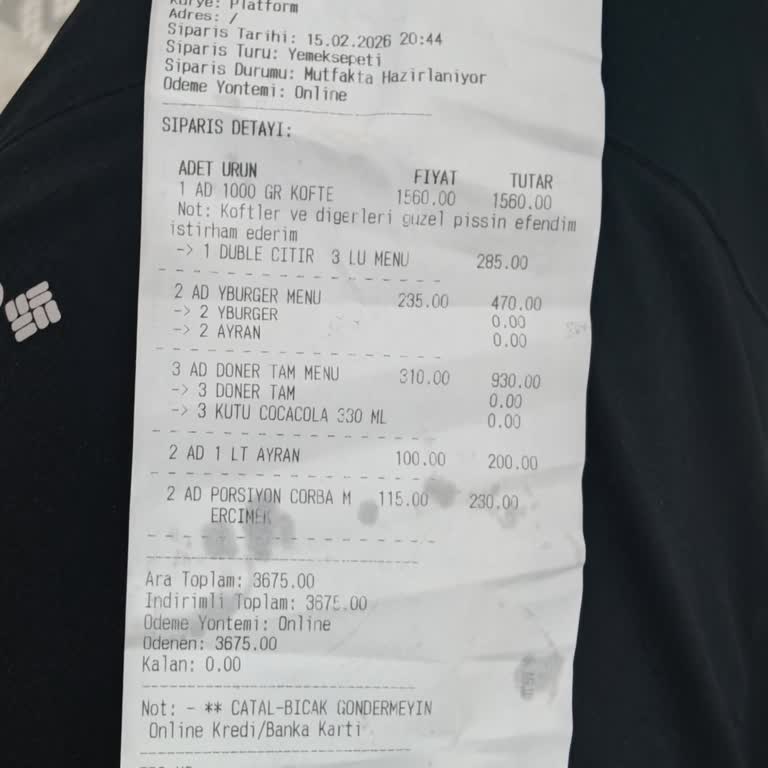 Kurye: Platform
Adres: /
Siparis Tarihi: 15.02.2026 20:44
Siparis Turu: Yemeksepeti
Siparis Durumu: Mutfakta Hazirlaniyor
Odeme Yontemi: Online
SIPARIS DETAYI:
ADET URUN FIYAT TUTAR
1 AD 1000 GR KOFTE 1560.00 1560.00
Not: Koftler ve digerleri guzel pissin efendim
istirham ederim
-> 1 DUBLE CITIR 3 LU MENU 285.00
2 AD YBURGER MENU 235.00 470.00
-> 2 YBURGER 0.00
-> 2 AYRAN 0.00
3 AD DONER TAM MENU 310.00 930.00
-> 3 DONER TAM 0.00
-> 3 KUTU COCACOLA 330 ML 0.00
2 AD 1 LT AYRAN 100.00 200.00
2 AD PORSIYON CORBA M 115.00 230.00
ERCIMEK
Ara Toplam: 3675.00
Indirimli Toplam: 3675.00
Odeme Yontemi: Online
Odenen: 3675.00
Kalan: 0.00
Not: - ** CATAL-BICAK GONDERMEYIN
Online Kredi/Banka Karti